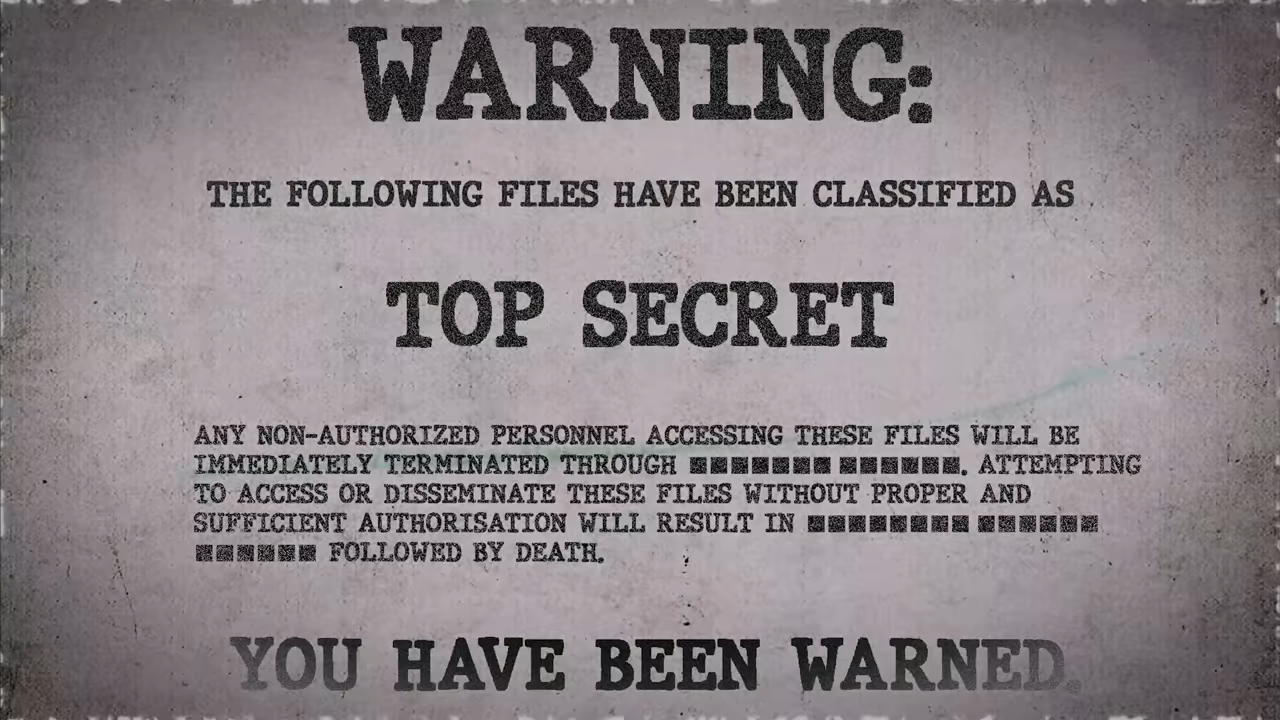 WARNING:
THE FOLLOWING FILES HAVE BEEN CLASSIFIED AS
TOP SECRET
ANY NON-AUTHORIZED PERSONNEL ACCESSING THESE FILES WILL BE
IMMEDIATELY TERMINATED THROUGH ■■■■■■■ ■■■■■■. ATTEMPTING
TO ACCESS OR DISSEMINATE THESE FILES WITHOUT PROPER AND
SUFFICIENT AUTHORISATION WILL RESULT IN ■■■■■■■■ ■■■■■■
■■■■■■ FOLLOWED BY DEATH.
YOU HAVE BEEN WARNED.